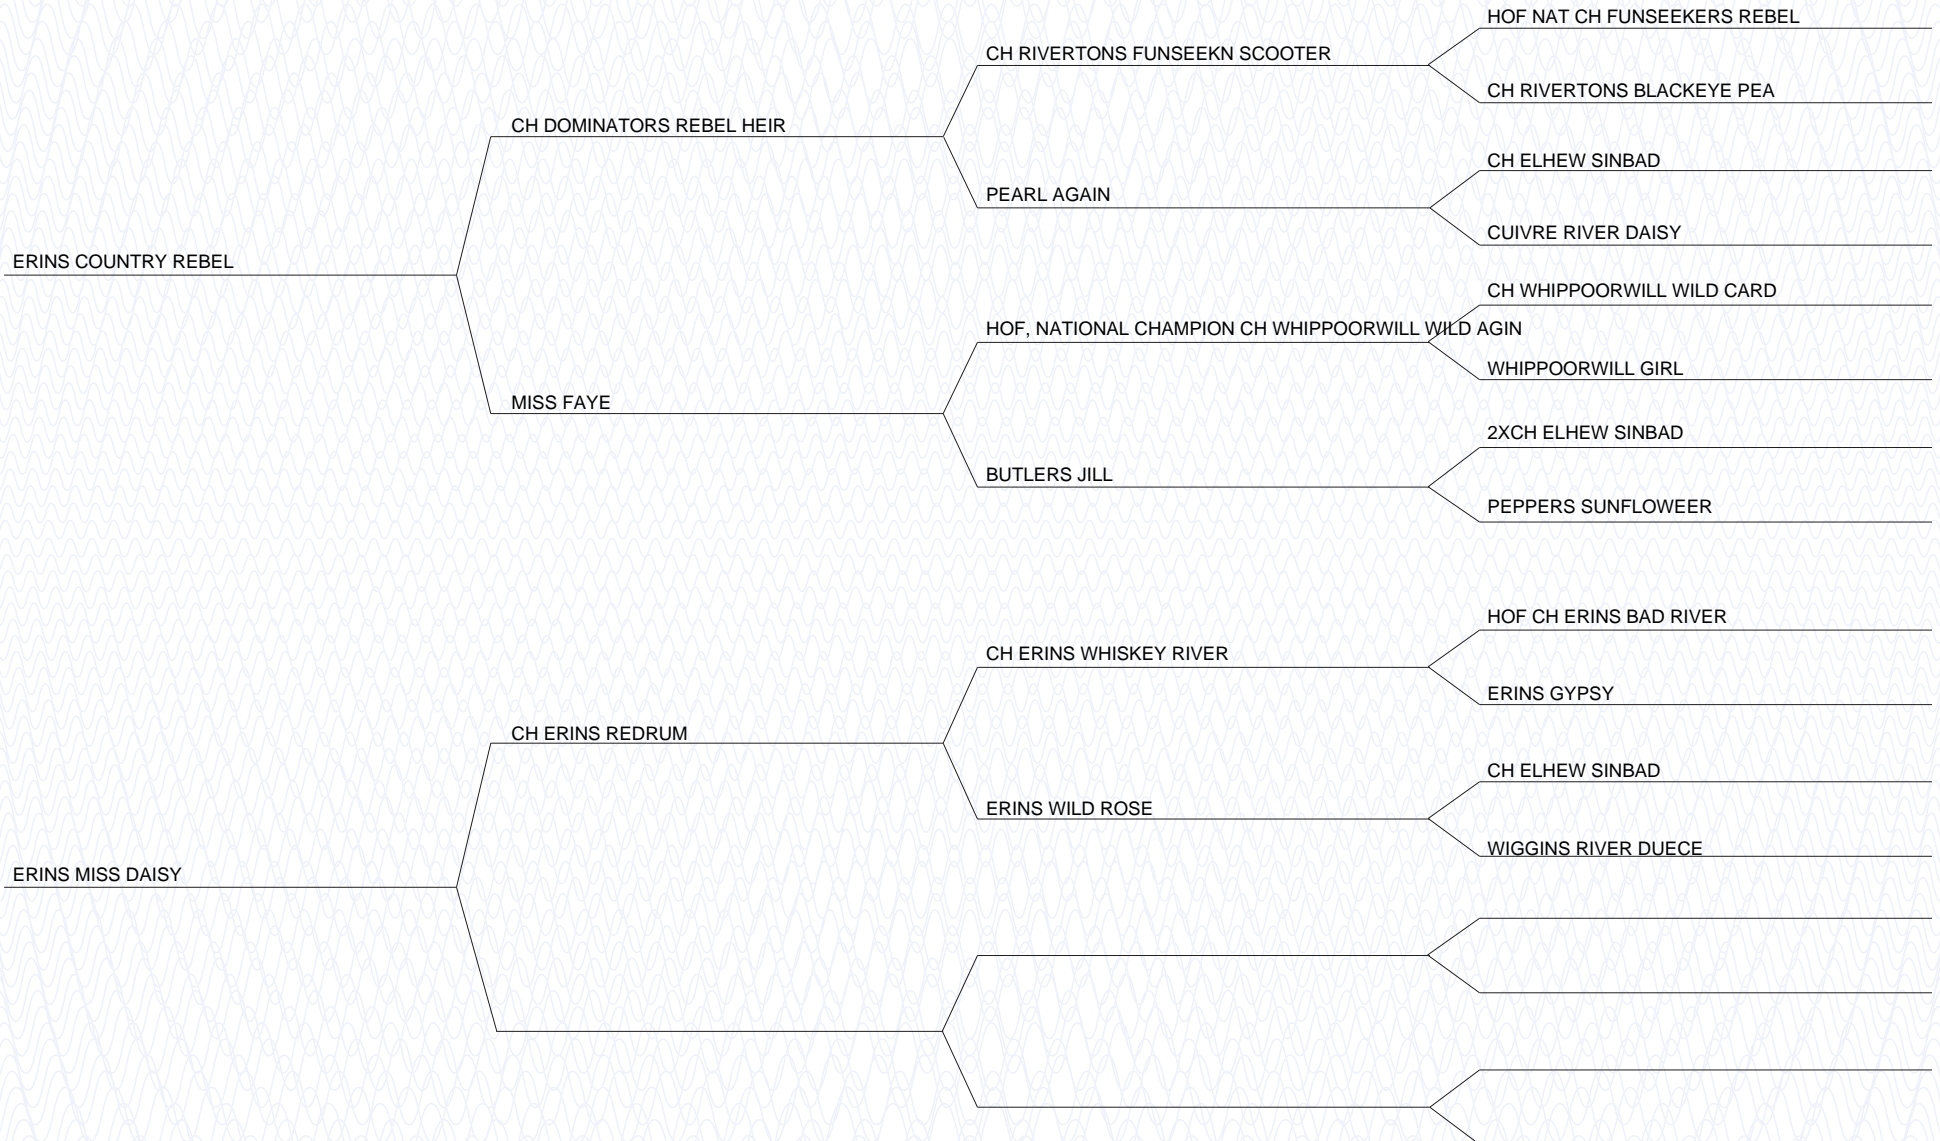 HOF NAT CH FUNSEEKERS REBEL
CH RIVERTONS FUNSEEKN SCOOTER
CH RIVERTONS BLACKEYE PEA
CH DOMINATORS REBEL HEIR
CH ELHEW SINBAD
PEARL AGAIN
CUIVRE RIVER DAISY
ERINS COUNTRY REBEL
CH WHIPPOORWILL WILD CARD
HOF, NATIONAL CHAMPION CH WHIPPOORWILL WILD AGIN
WHIPPOORWILL GIRL
MISS FAYE
2XCH ELHEW SINBAD
BUTLERS JILL
PEPPERS SUNFLOWEER
HOF CH ERINS BAD RIVER
CH ERINS WHISKEY RIVER
ERINS GYPSY
CH ERINS REDRUM
CH ELHEW SINBAD
ERINS WILD ROSE
WIGGINS RIVER DUECE
ERINS MISS DAISY